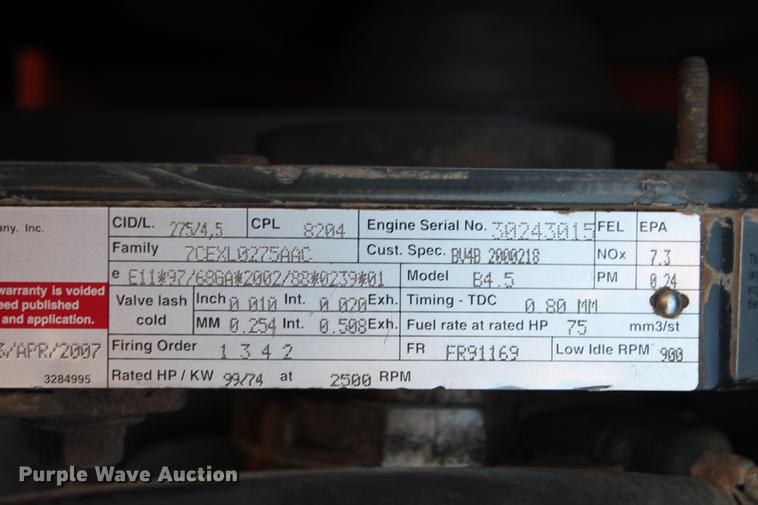 any, Inc.
warranty is voided
eed published
and application.
3/APR/2007
3284995
CID/L. 275/4.5 CPL 8204 Engine Serial No. 30243015 FEL EPA
Family 7CEXL0275AAC Cust. Spec. BU4B 2000218 NOx 7.3
e E11*97/68GA*2002/88*0239*01 Model B4.5 PM 0.24
Valve lash cold Inch 0.010 Int. 0.020 Exh. Timing - TDC 0.80 MM
MM 0.254 Int. 0.508 Exh. Fuel rate at rated HP 75 mm3/st
Firing Order 1 3 4 2 FR FR91169 Low Idle RPM 900
Rated HP / KW 99/74 at 2500 RPM
Purple Wave Auction